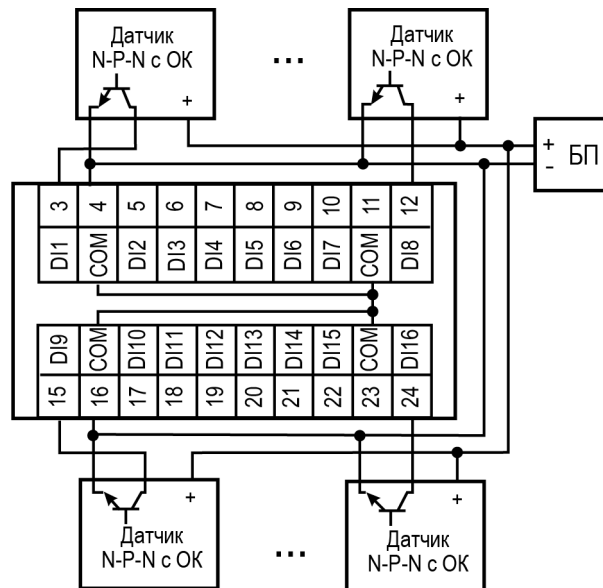 Датчик
N-P-N с ОК
+
...
Датчик
N-P-N с ОК
+
+
-
БП
3 4 5 6 7 8 9 10 11 12
DI1 COM DI2 DI3 DI4 DI5 DI6 DI7 COM DI8
DI9 COM DI10 DI11 DI12 DI13 DI14 DI15 COM DI16
15 16 17 18 19 20 21 22 23 24
+
Датчик
N-P-N с ОК
...
+
Датчик
N-P-N с ОК